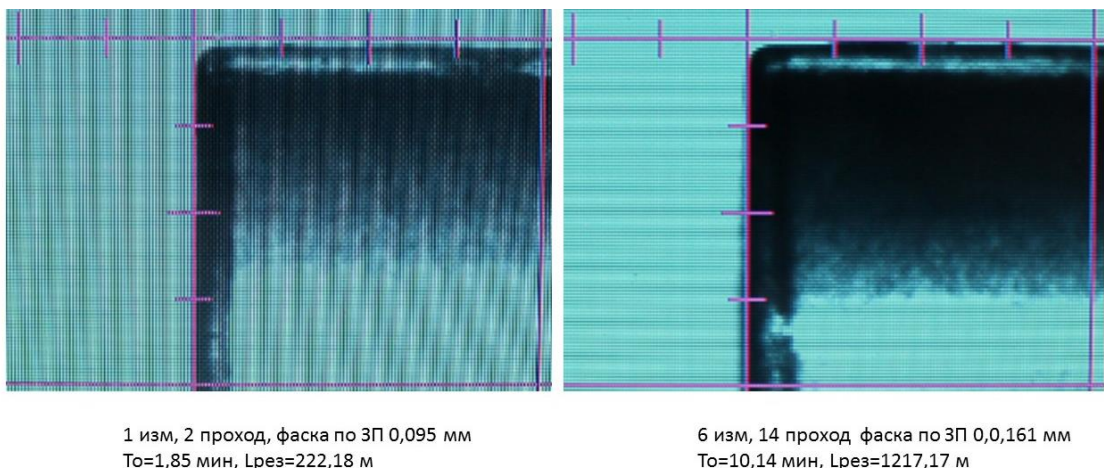 1 изм, 2 проход, фаска по ЗП 0,095 мм
То=1,85 мин, Lрез=222,18 м
6 изм, 14 проход фаска по ЗП 0,0,161 мм
То=10,14 мин, Lрез=1217,17 м